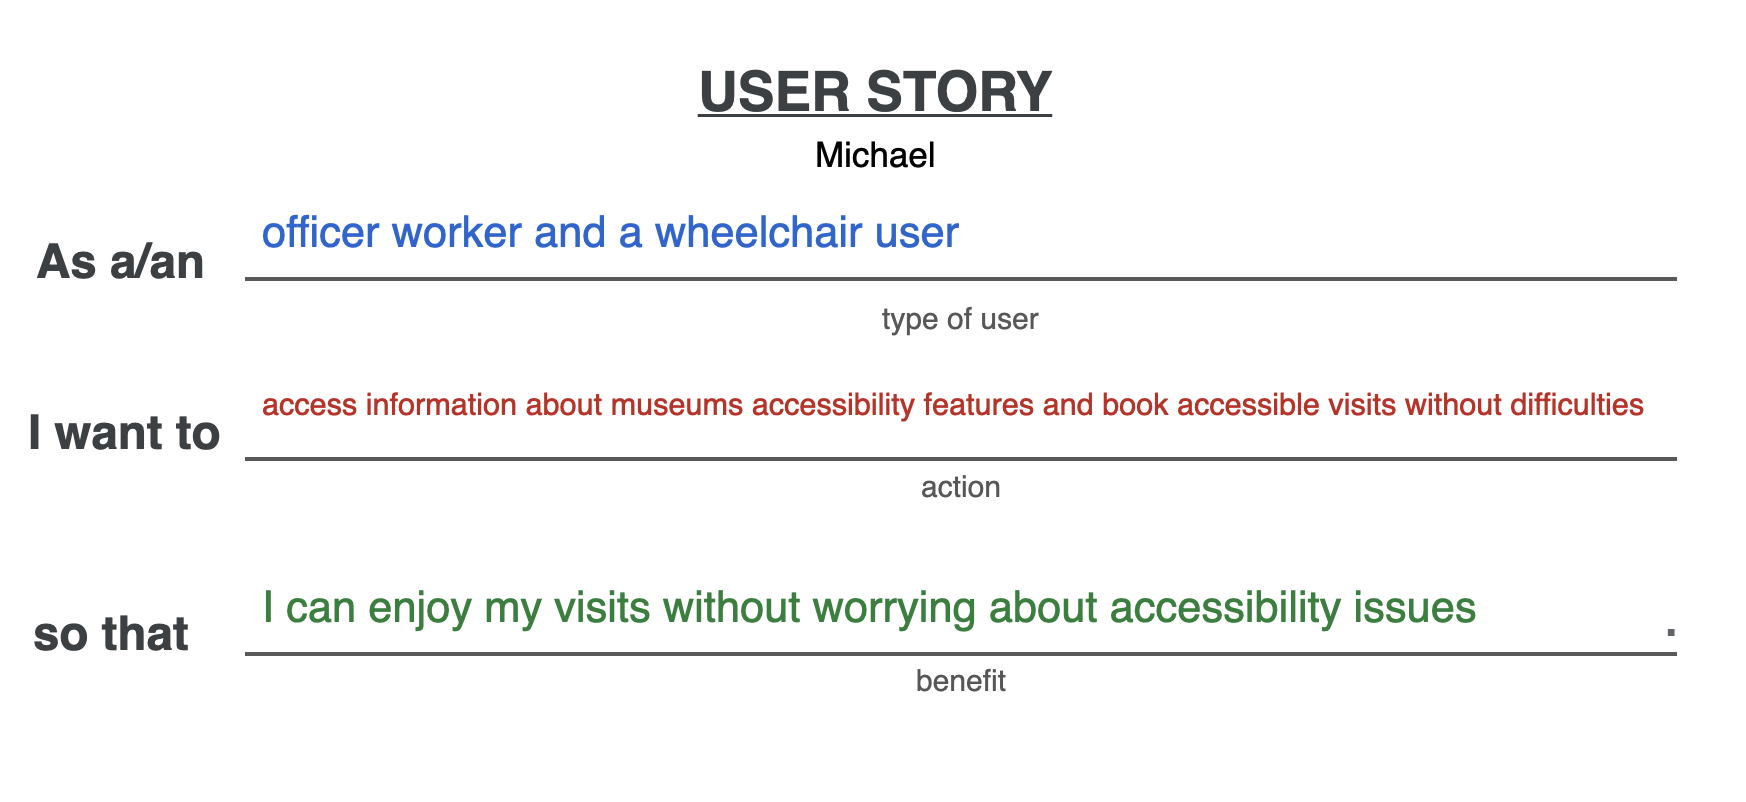 USER STORY
Michael
As a/an officer worker and a wheelchair user
type of user
I want to access information about museums accessibility features and book accessible visits without difficulties
action
so that I can enjoy my visits without worrying about accessibility issues .
benefit